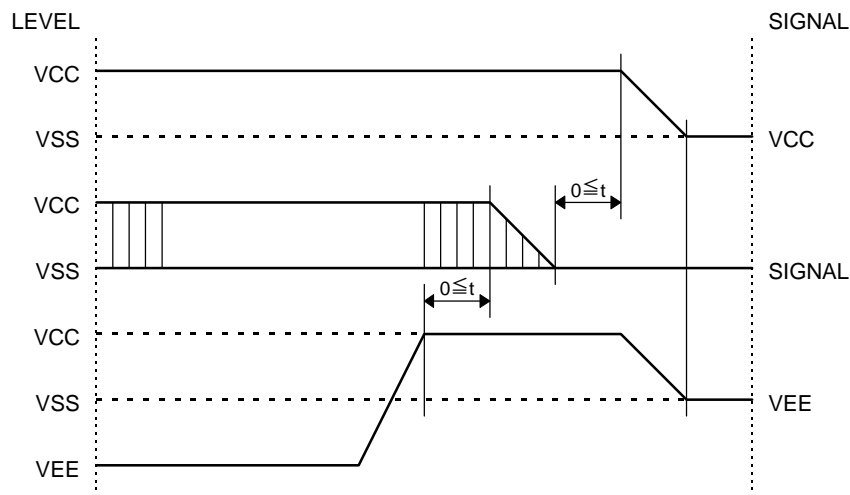 LEVEL SIGNAL
VCC
VSS VCC
VCC 0≦t
VSS SIGNAL
0≦t
VCC
VSS VEE
VEE